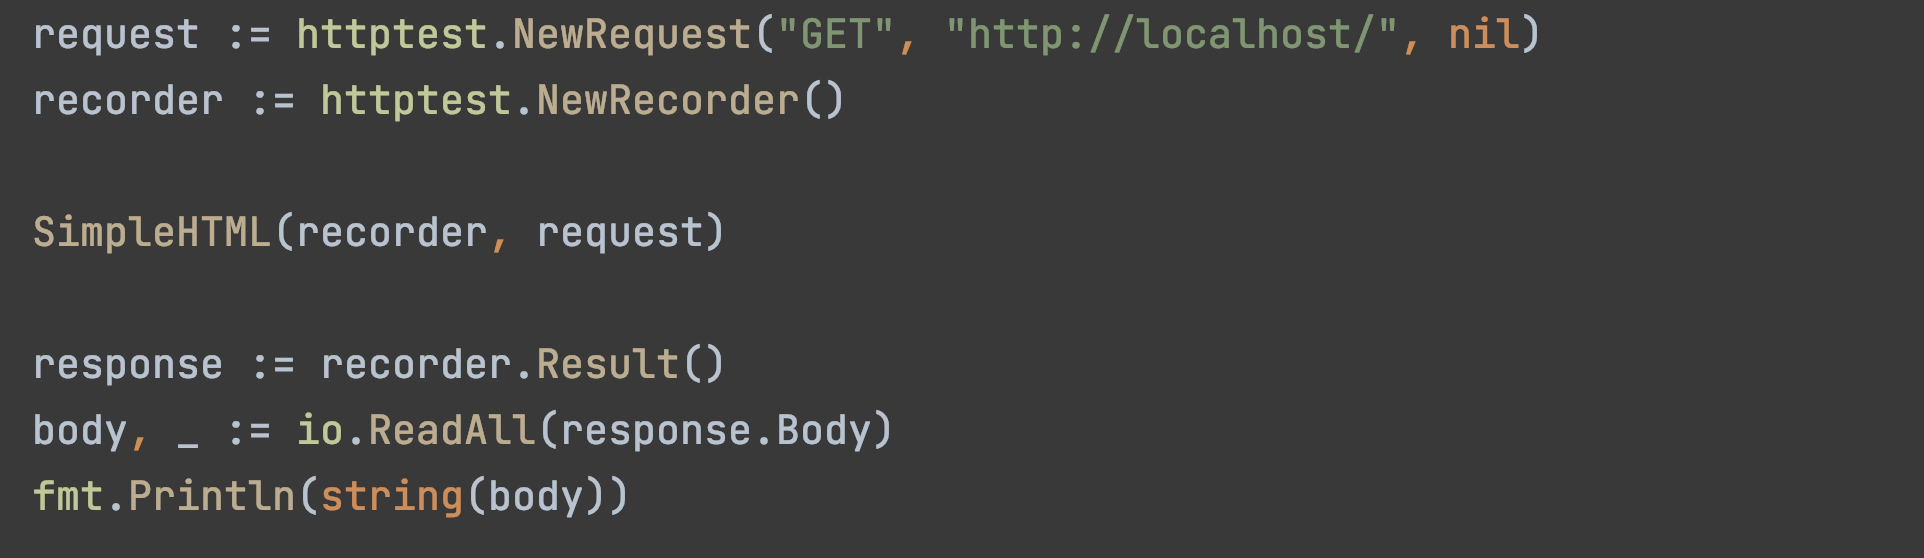 request := httptest.NewRequest("GET", "http://localhost/", nil)
recorder := httptest.NewRecorder()
SimpleHTML(recorder, request)
response := recorder.Result()
body, _ := io.ReadAll(response.Body)
fmt.Println(string(body))